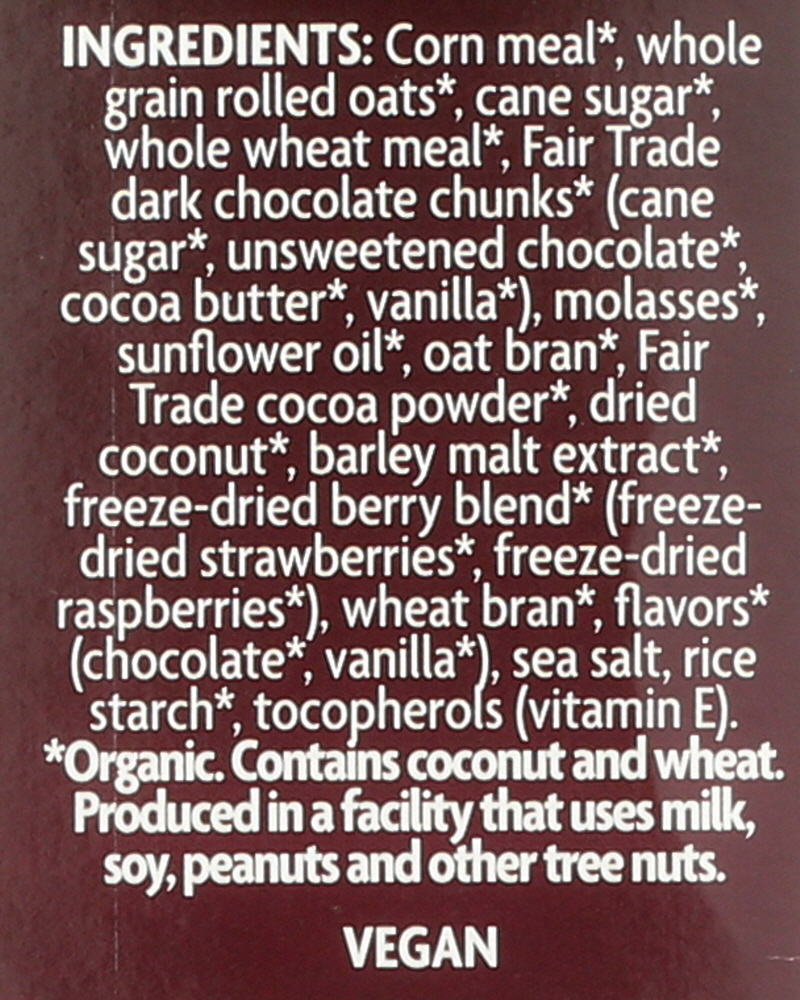 INGREDIENTS: Corn meal*, whole
grain rolled oats*, cane sugar*,
whole wheat meal*, Fair Trade
dark chocolate chunks* (cane
sugar*, unsweetened chocolate*,
cocoa butter*, vanilla*), molasses*,
sunflower oil*, oat bran*, Fair
Trade cocoa powder*, dried
coconut*, barley malt extract*,
freeze-dried berry blend* (freeze-
dried strawberries*, freeze-dried
raspberries*), wheat bran*, flavors*
(chocolate*, vanilla*), sea salt, rice
starch*, tocopherols (vitamin E).
*Organic. Contains coconut and wheat.
Produced in a facility that uses milk,
soy, peanuts and other tree nuts.
VEGAN